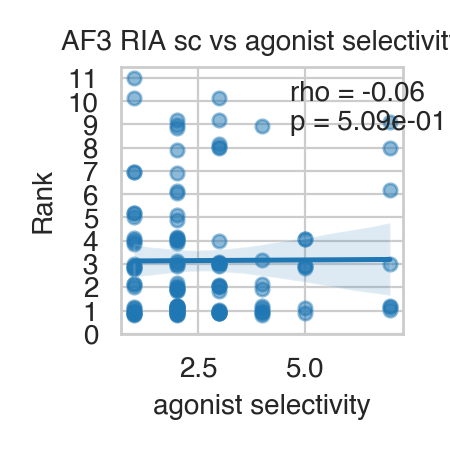 AF3 RIA sc vs agonist selectivity
rho = -0.06
p = 5.09e-01
11
10
9
8
7
6
5
4
3
2
1
0
Rank
2.5
5.0
agonist selectivity